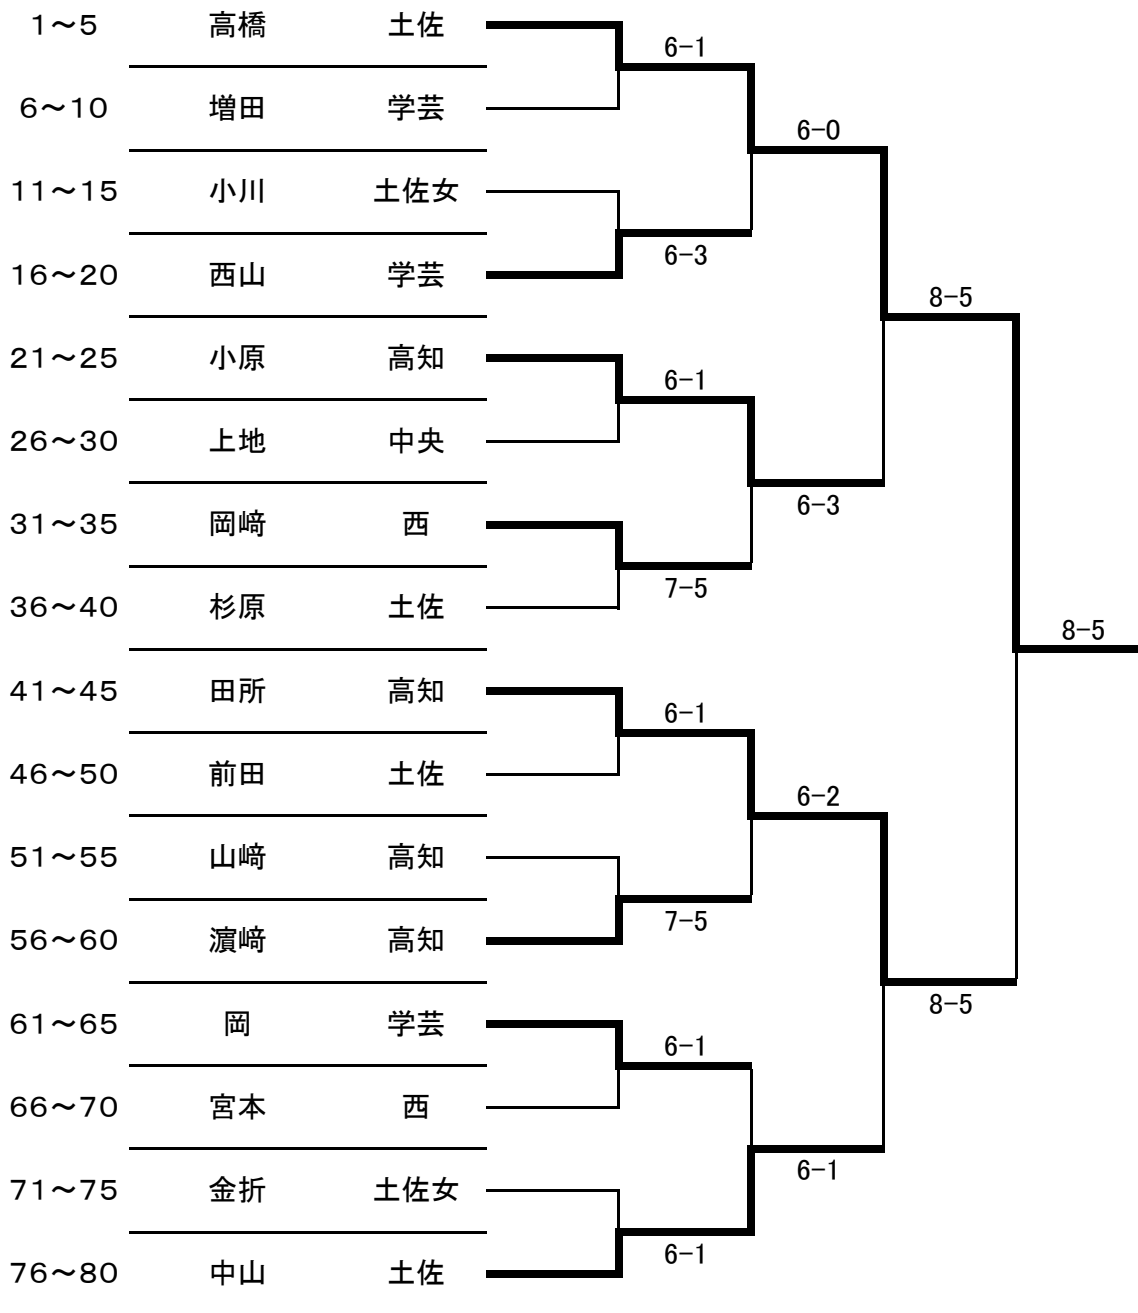 1～5 高橋 土佐
6-1
6～10 増田 学芸
6-0
11～15 小川 土佐女
6-3
16～20 西山 学芸
8-5
21～25 小原 高知
6-1
26～30 上地 中央
6-3
31～35 岡﨑 西
7-5
36～40 杉原 土佐
8-5
41～45 田所 高知
6-1
46～50 前田 土佐
6-2
51～55 山﨑 高知
7-5
56～60 濵﨑 高知
8-5
61～65 岡 学芸
6-1
66～70 宮本 西
6-1
71～75 金折 土佐女
6-1
76～80 中山 土佐